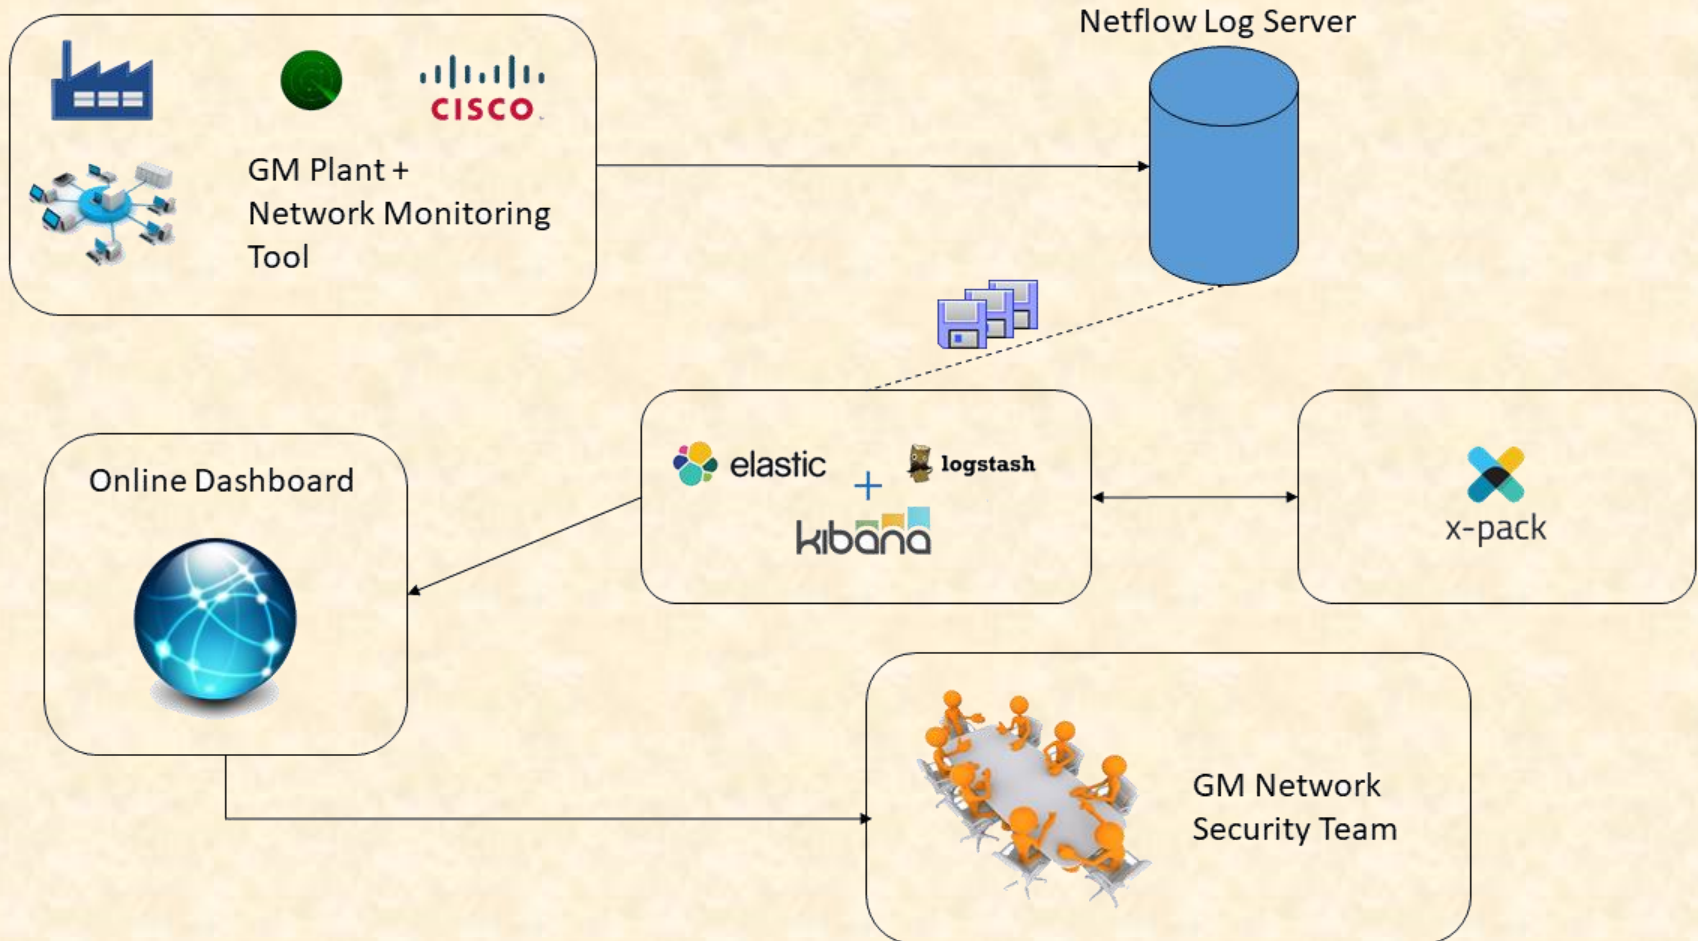 Netflow Log Server
CISCO
GM Plant +
Network Monitoring
Tool
elastic
+
logstash
kibana
x-pack
Online Dashboard
GM Network
Security Team